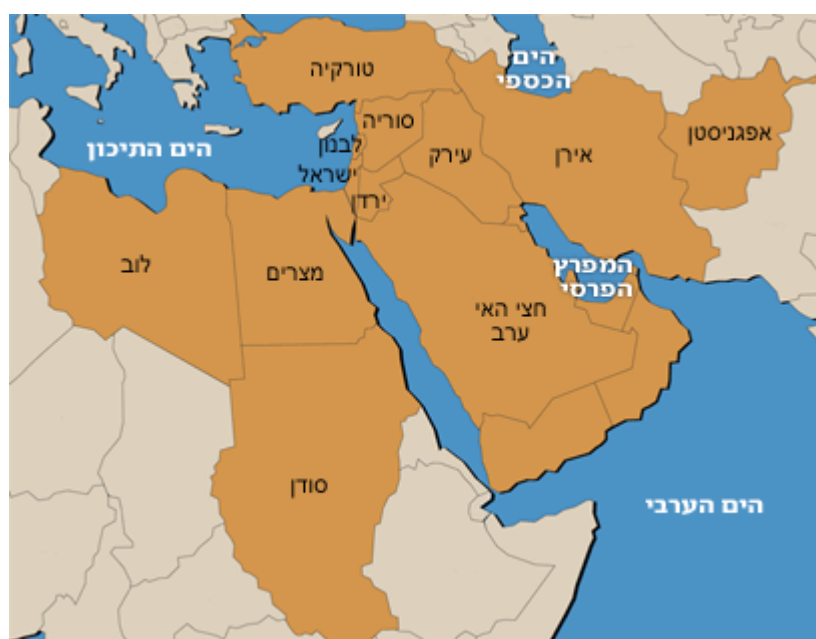 טורקיה
הים
הכספי
סוריה
אפגניסטן
הים התיכון
לבנון
עירק
אירן
ישראל
ירדן
לוב
מצרים
המפרץ
הפרסי
חצי האי
ערב
סודן
הים הערבי